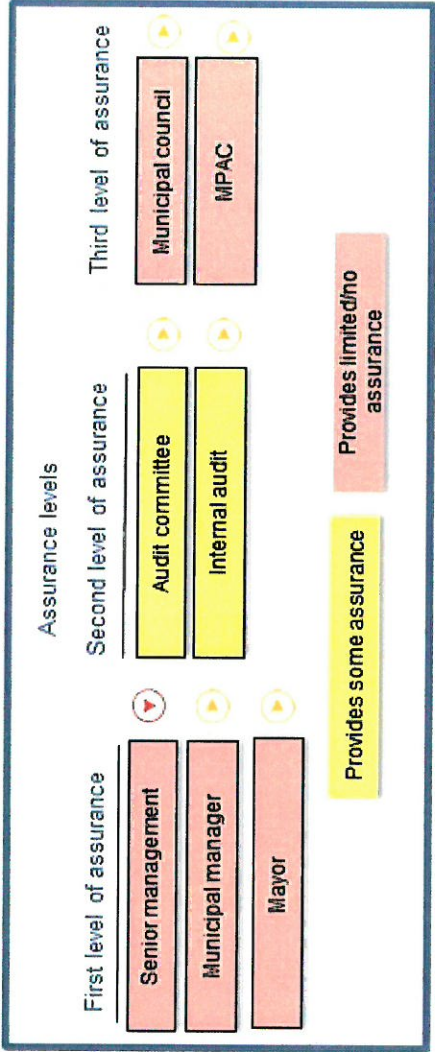 Assurance levels
First level of assurance
Senior management
Municipal manager
Mayor
Second level of assurance
Audit committee
Internal audit
Third level of assurance
Municipal council
MPAC
Provides some assurance
Provides limited/no
assurance